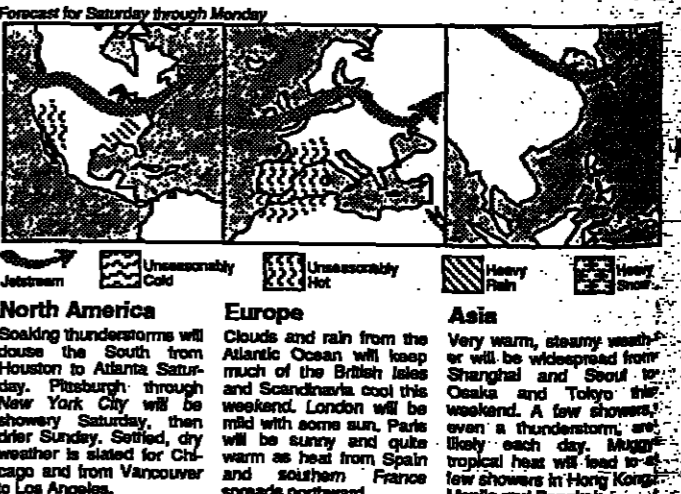 Forecast for Saturday through Monday
Jetstream
Unseasonably
Cold
Unseasonably
Hot
Heavy
Rain
Heavy
Snow
North America
Soaking thunderstorms will
douse the South from
Houston to Atlanta Satur-
day. Pittsburgh through
New York City will be
showery Saturday, then
drier Sunday. Settled, dry
weather is slated for Chi-
cago and from Vancouver
to Los Angeles.
Europe
Clouds and rain from the
Atlantic Ocean will keep
much of the British Isles
and Scandinavia cool this
weekend. London will be
mild with some sun. Paris
will be sunny and quite
warm as heat from Spain
and southern France
spreads northward.
Asia
Very warm, steamy weath-
er will be widespread from
Shanghai and Seoul to
Osaka and Tokyo this
weekend. A few showers,
even a thunderstorm, are
likely each day. Muggy
tropical heat will lead to a
few showers in Hong Kong,
Manila and